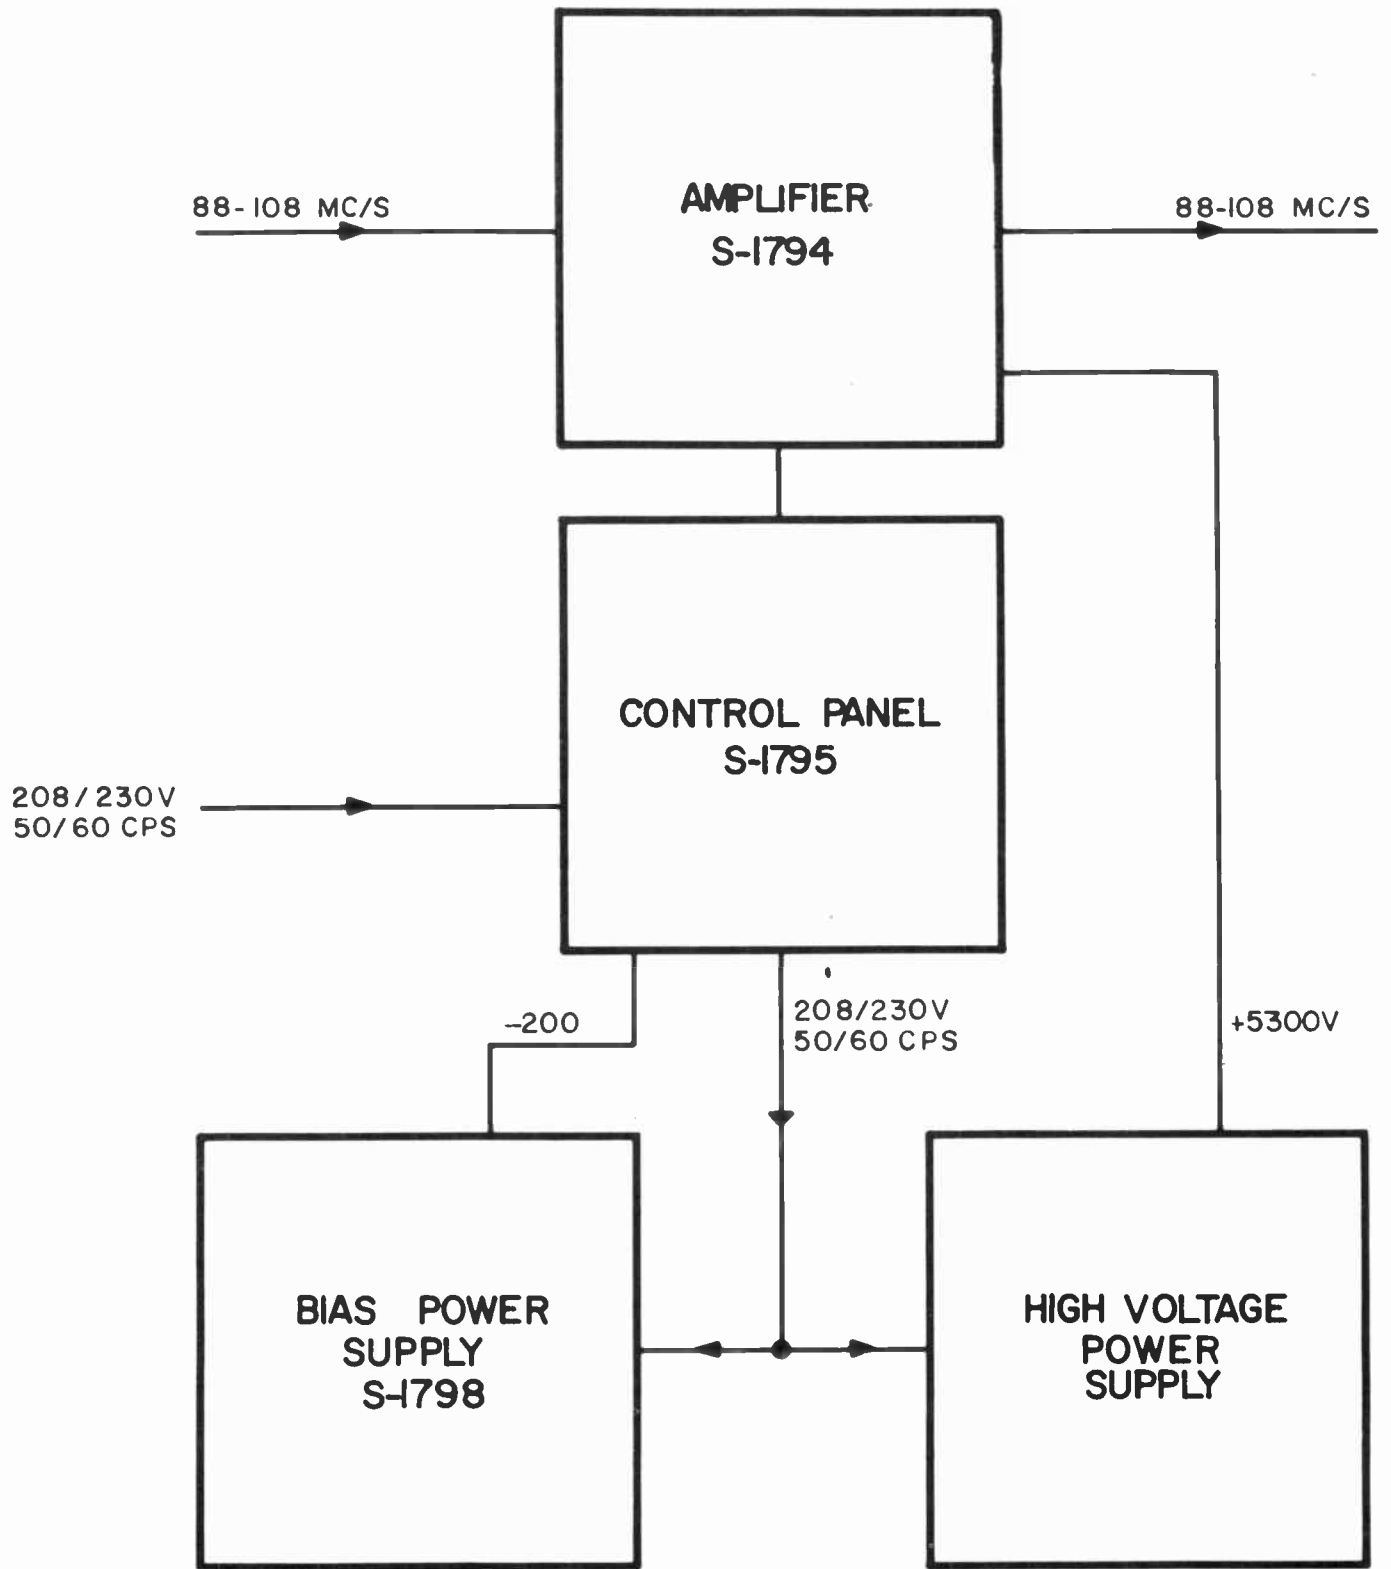 AMPLIFIER
S-1794
88-108 MC/S
88-108 MC/S
CONTROL PANEL
S-1795
208/230V
50/60 CPS
-200
208/230V
50/60 CPS
+5300V
BIAS POWER
SUPPLY
S-1798
HIGH VOLTAGE
POWER
SUPPLY